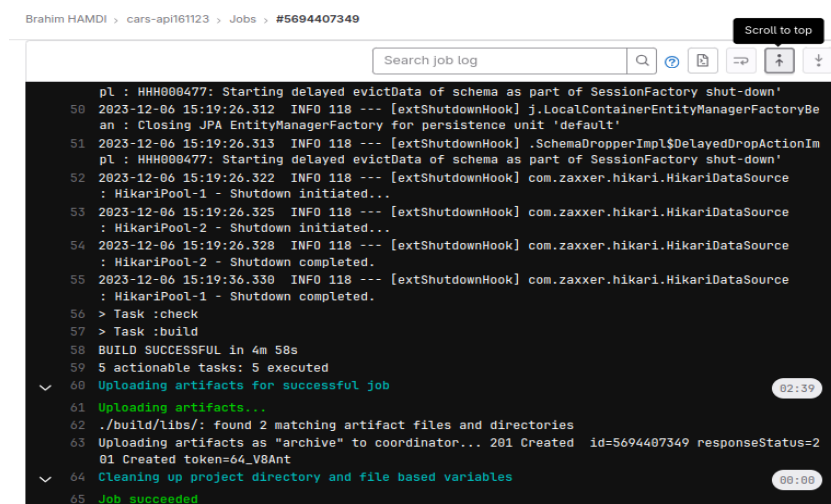 Brahim HAMDI > cars-api161123 > Jobs > #5694407349
Scroll to top
Search job log
pl : HHH000477: Starting delayed evictData of schema as part of SessionFactory shut-down'
50 2023-12-06 15:19:26.312 INFO 118 --- [extShutdownHook] j.LocalContainerEntityManagerFactoryBe
an : Closing JPA EntityManagerFactory for persistence unit 'default'
51 2023-12-06 15:19:26.313 INFO 118 --- [extShutdownHook] .SchemaDropperImpl$DelayedDropActionIm
pl : HHH000477: Starting delayed evictData of schema as part of SessionFactory shut-down'
52 2023-12-06 15:19:26.322 INFO 118 --- [extShutdownHook] com.zaxxer.hikari.HikariDataSource
: HikariPool-1 - Shutdown initiated...
53 2023-12-06 15:19:26.325 INFO 118 --- [extShutdownHook] com.zaxxer.hikari.HikariDataSource
: HikariPool-2 - Shutdown initiated...
54 2023-12-06 15:19:26.328 INFO 118 --- [extShutdownHook] com.zaxxer.hikari.HikariDataSource
: HikariPool-2 - Shutdown completed.
55 2023-12-06 15:19:36.330 INFO 118 --- [extShutdownHook] com.zaxxer.hikari.HikariDataSource
: HikariPool-1 - Shutdown completed.
56 > Task :check
57 > Task :build
58 BUILD SUCCESSFUL in 4m 58s
59 5 actionable tasks: 5 executed
60 Uploading artifacts for successful job 02:39
61 Uploading artifacts...
62 ./build/libs/: found 2 matching artifact files and directories
63 Uploading artifacts as "archive" to coordinator... 201 Created id=5694407349 responseStatus=2
01 Created token=64_V8Ant
64 Cleaning up project directory and file based variables 00:00
65 Job succeeded